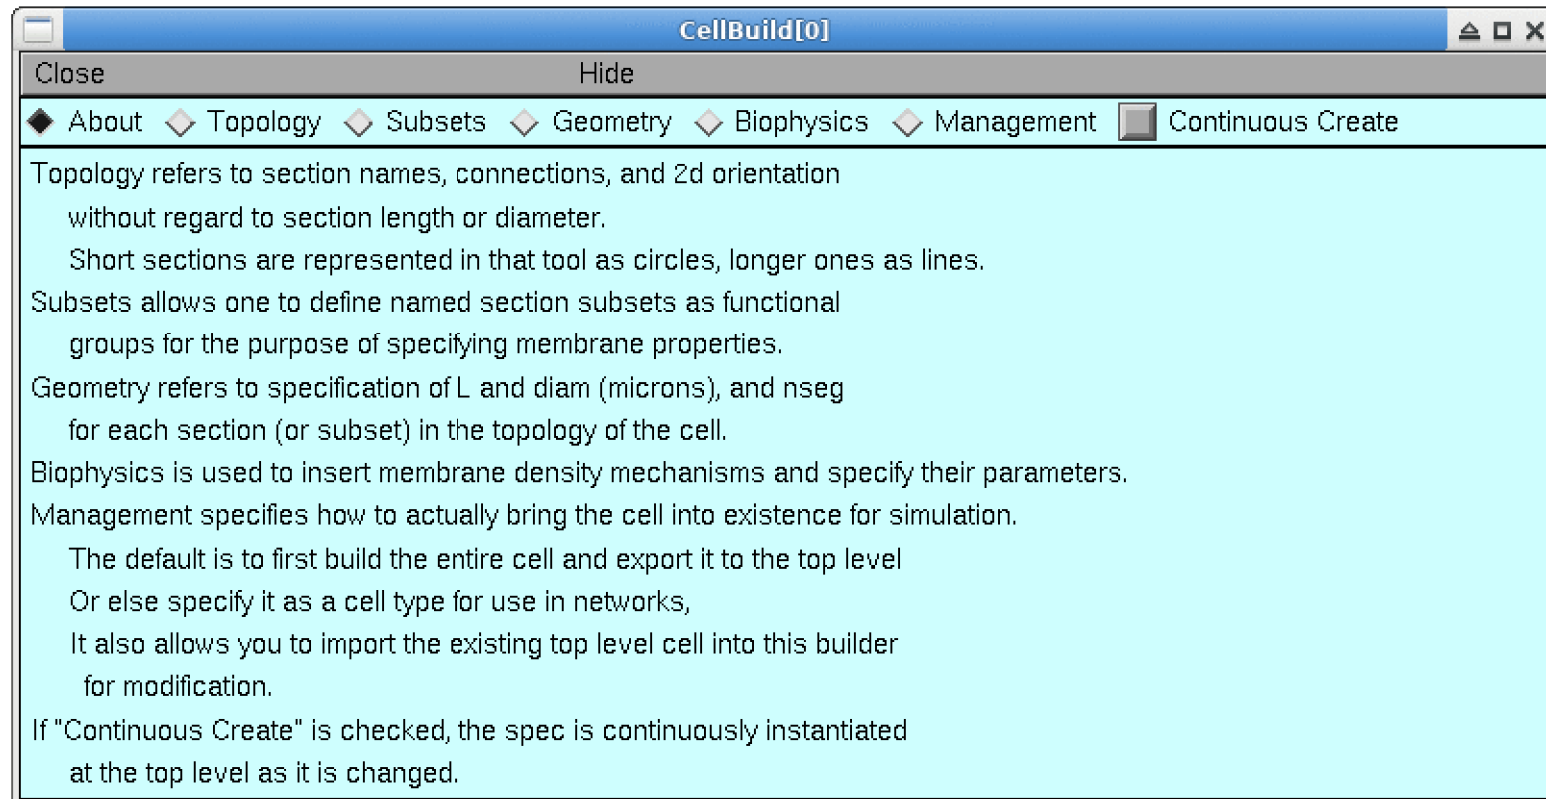 CellBuild[0]
Close Hide
About Topology Subsets Geometry Biophysics Management Continuous Create
Topology refers to section names, connections, and 2d orientation
without regard to section length or diameter.
Short sections are represented in that tool as circles, longer ones as lines.
Subsets allows one to define named section subsets as functional
groups for the purpose of specifying membrane properties.
Geometry refers to specification of L and diam (microns), and nseg
for each section (or subset) in the topology of the cell.
Biophysics is used to insert membrane density mechanisms and specify their parameters.
Management specifies how to actually bring the cell into existence for simulation.
The default is to first build the entire cell and export it to the top level
Or else specify it as a cell type for use in networks,
It also allows you to import the existing top level cell into this builder
for modification.
If "Continuous Create" is checked, the spec is continuously instantiated
at the top level as it is changed.